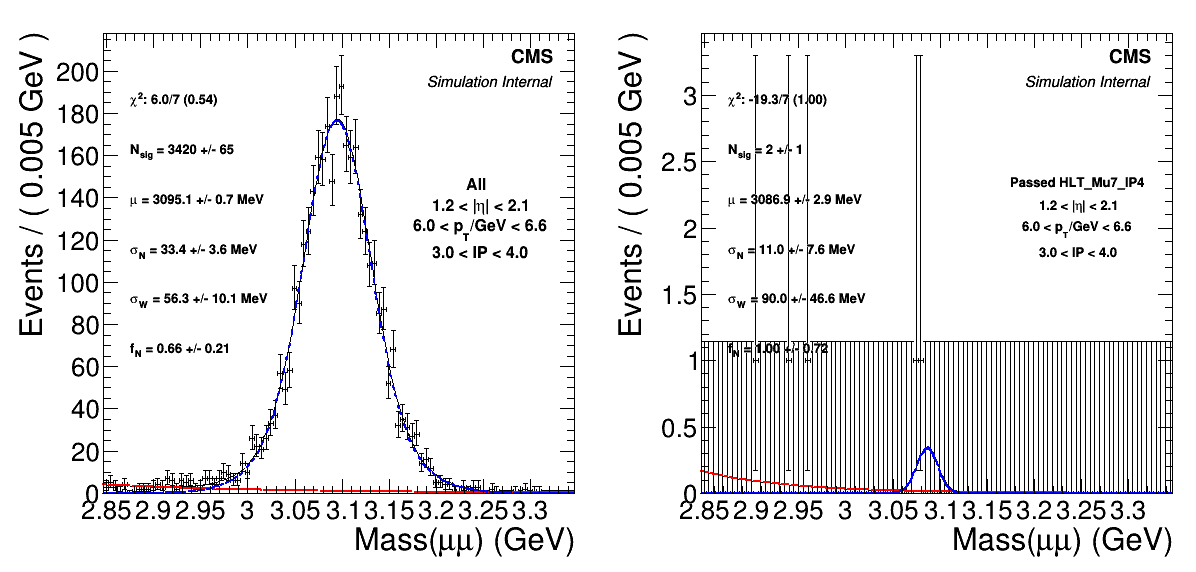 CMS
Simulation Internal
χ²: 6.0/7 (0.54)
N_sig = 3420 +/- 65
μ = 3095.1 +/- 0.7 MeV
σ_N = 33.4 +/- 3.6 MeV
σ_W = 56.3 +/- 10.1 MeV
f_N = 0.66 +/- 0.21
All
1.2 < |η| < 2.1
6.0 < p_T/GeV < 6.6
3.0 < IP < 4.0
Events / ( 0.005 GeV )
200
180
160
140
120
100
80
60
40
20
0
2.85 2.9 2.95 3 3.05 3.1 3.15 3.2 3.25 3.3
Mass(μμ) (GeV)
CMS
Simulation Internal
χ²: -19.3/7 (1.00)
N_sig = 2 +/- 1
μ = 3086.9 +/- 2.9 MeV
σ_N = 11.0 +/- 7.6 MeV
σ_W = 90.0 +/- 46.6 MeV
f_N = 1.00 +/- 0.72
Passed HLT_Mu7_IP4
1.2 < |η| < 2.1
6.0 < p_T/GeV < 6.6
3.0 < IP < 4.0
Events / ( 0.005 GeV )
3
2.5
2
1.5
1
0.5
0
2.85 2.9 2.95 3 3.05 3.1 3.15 3.2 3.25 3.3
Mass(μμ) (GeV)